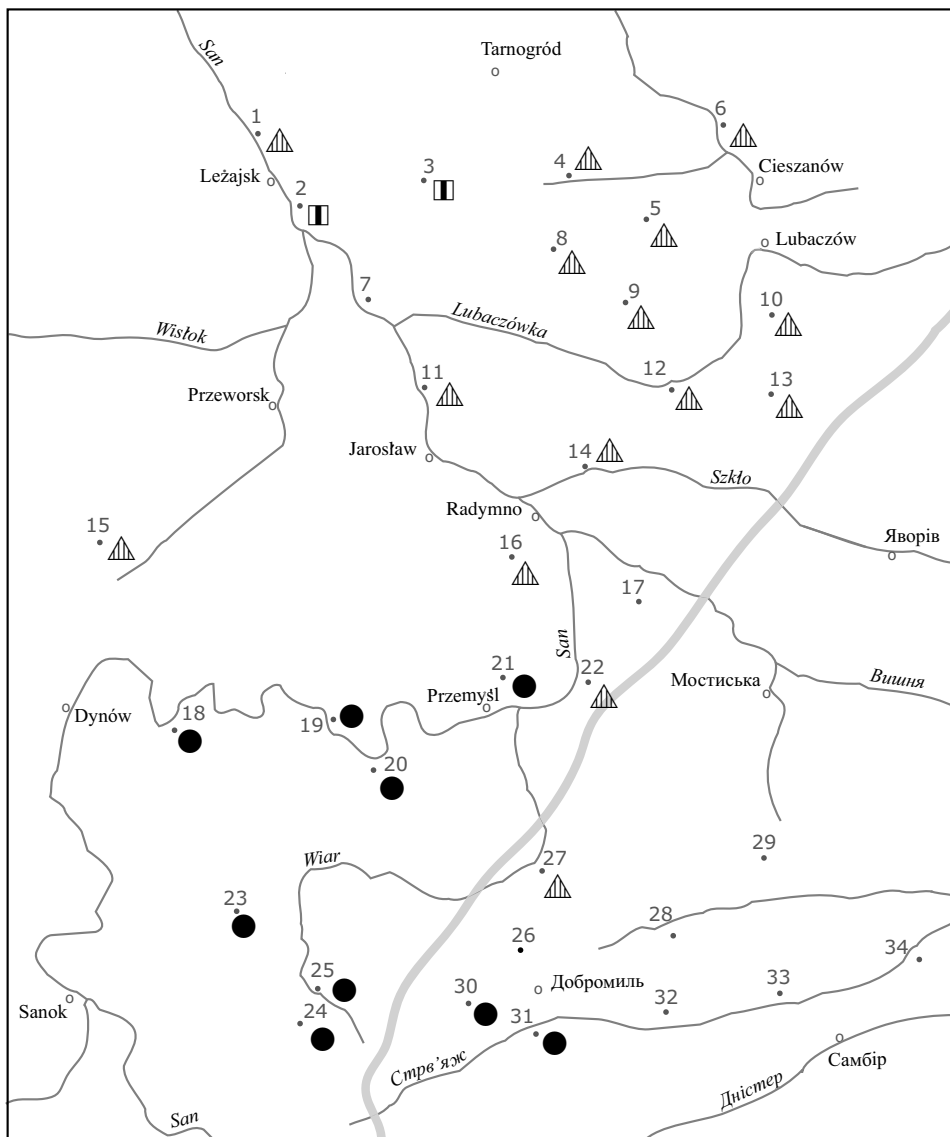 San
Tarnogród
6
1
Leżajsk
3
4
Cieszanów
2
5
Lubaczów
8
7
9
10
Lubaczówka
Wisłok
Przeworsk
11
12
13
Jarosław
14
Szkło
Radymno
15
16
Яворів
17
San
21
22
Przemyśl
Мостиська
Вишня
Dynów
18
19
20
29
Wiar
27
23
28
26
34
25
Добромиль
33
Sanok
24
30
32
31
Самбір
Стрв’яж
Дністер
San